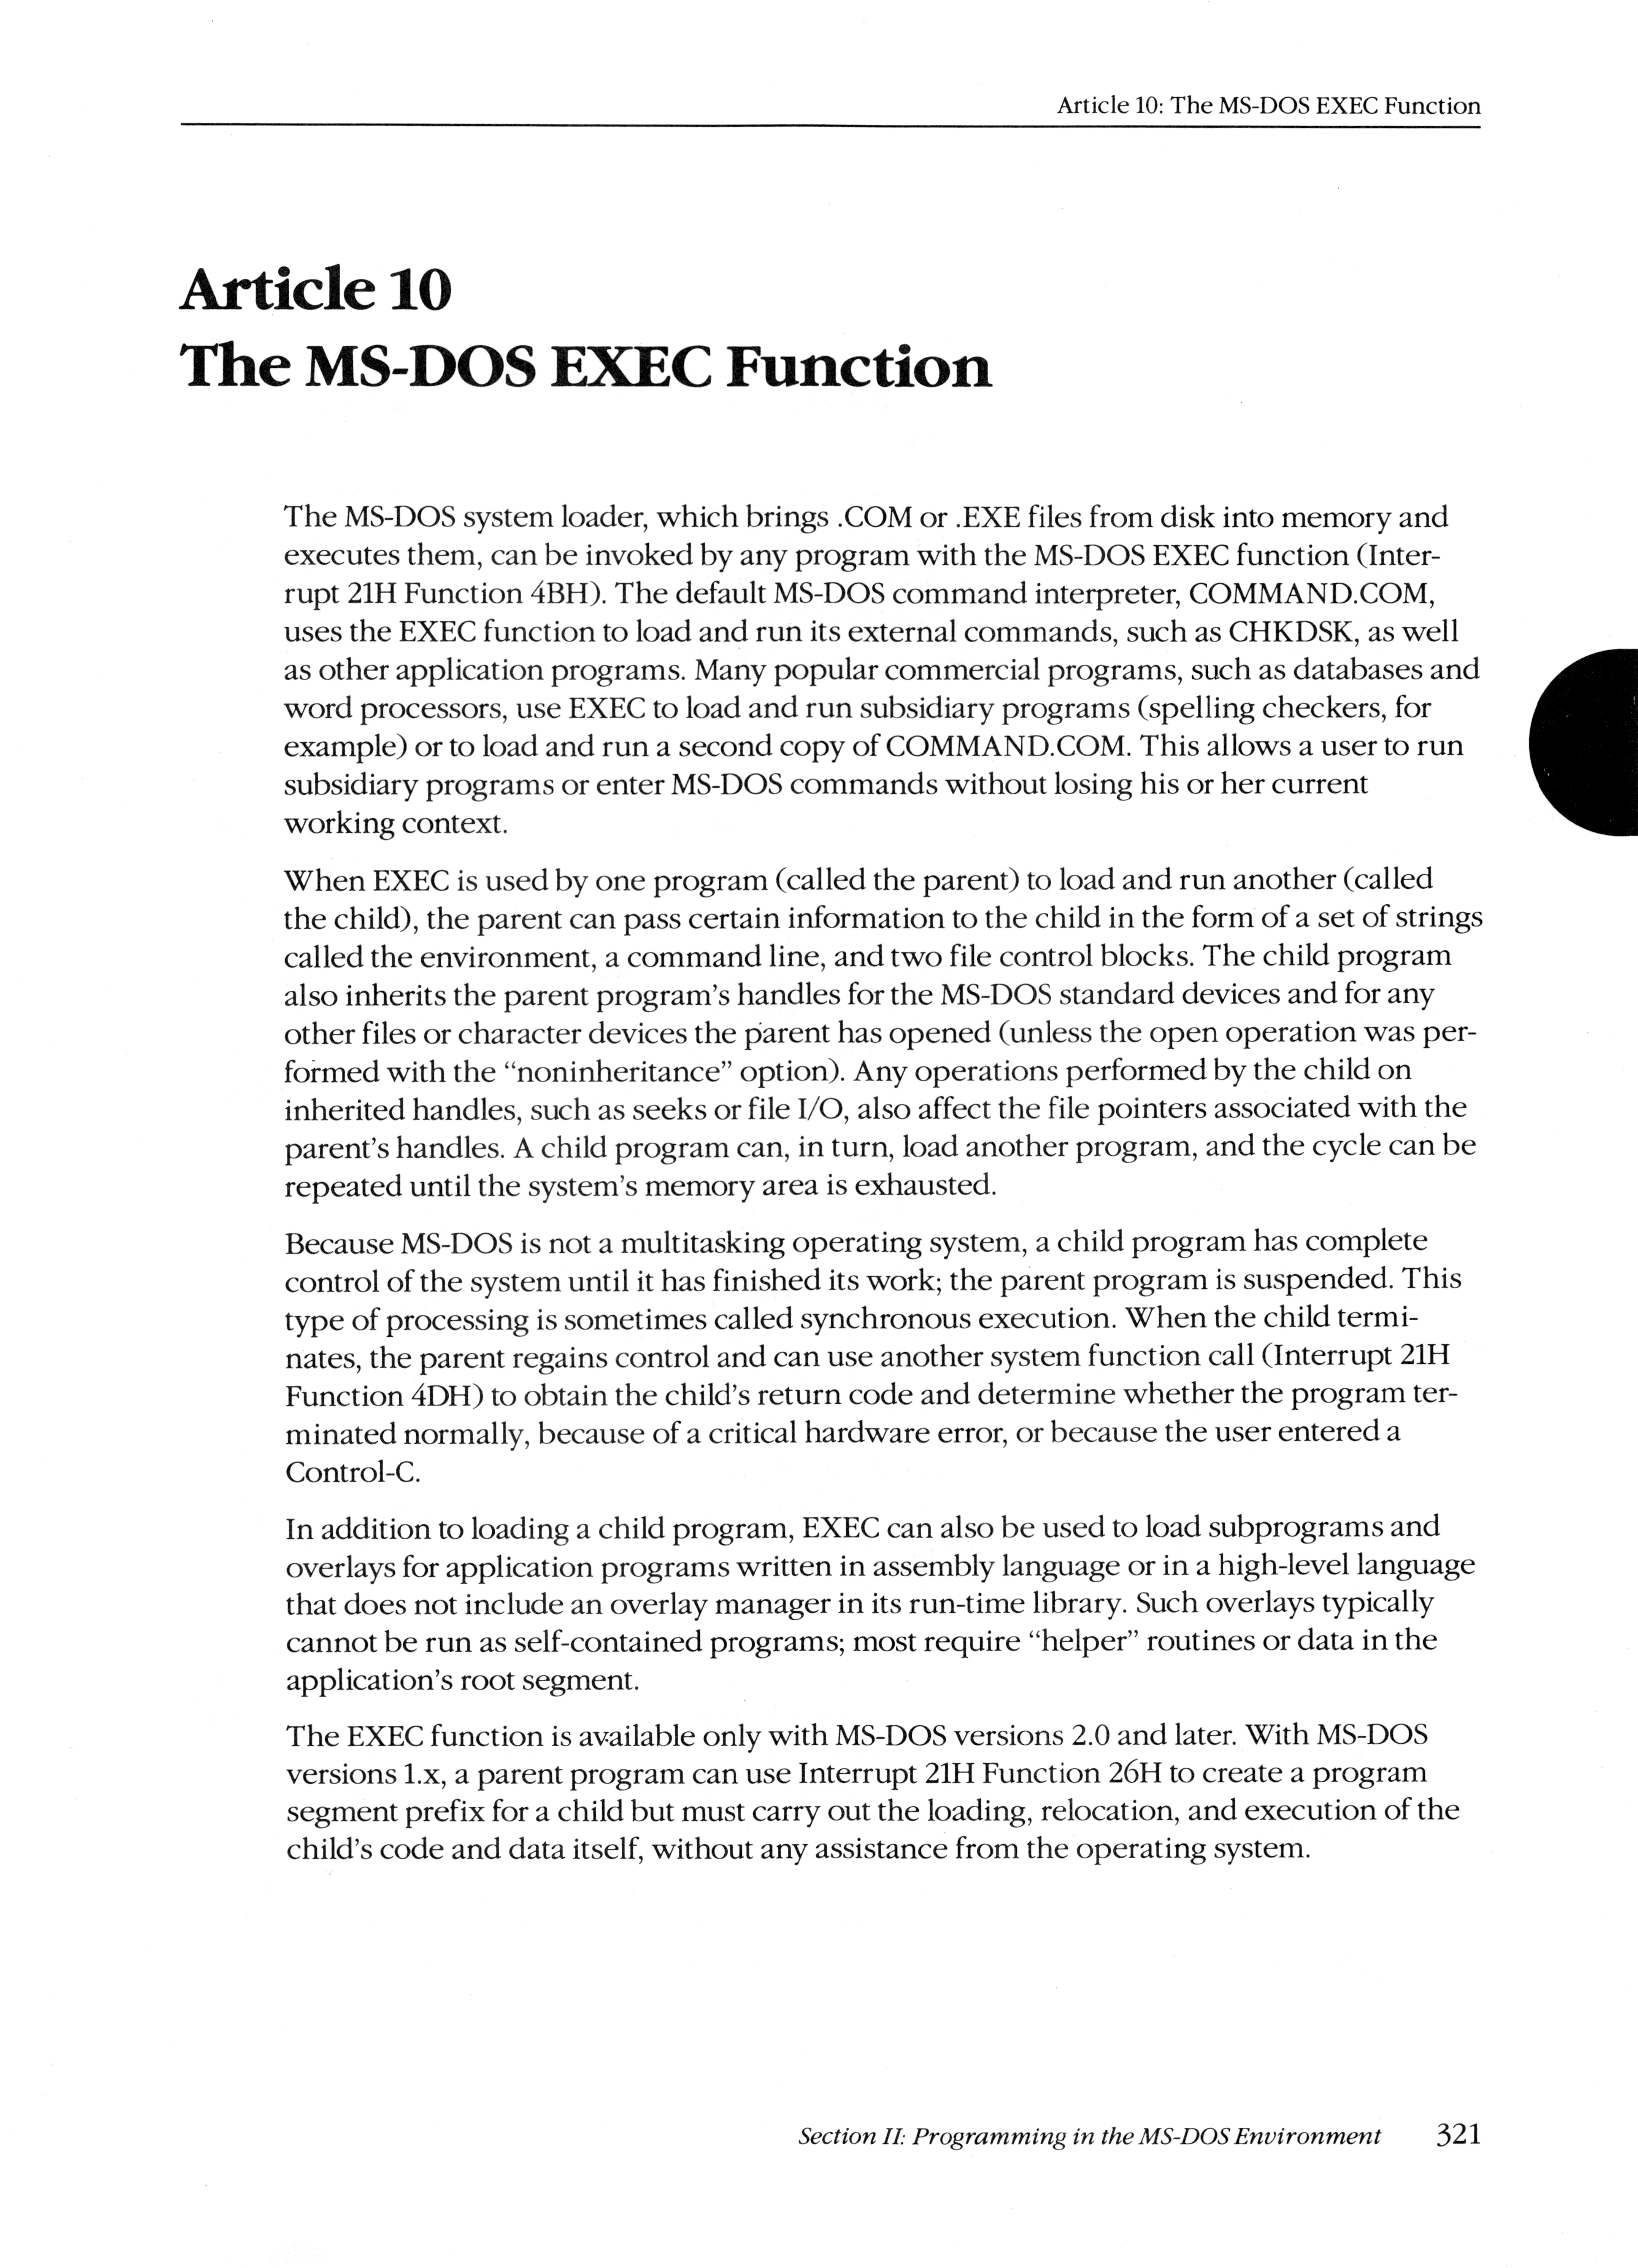 Article 10: The MS-DOS EXEC Function
Article 10
The MS-DOS EXEC Function
The MS-DOS system loader, which brings .COM or .EXE files from disk into memory and
executes them, can be invoked by any program with the MS-DOS EXEC function (Inter-
rupt 21H Function 4BH). The default MS-DOS command interpreter, COMMAND.COM,
uses the EXEC function to load and run its external commands, such as CHKDSK, as well
as other application programs. Many popular commercial programs, such as databases and
word processors, use EXEC to load and run subsidiary programs (spelling checkers, for
example) or to load and run a second copy of COMMAND.COM. This allows a user to run
subsidiary programs or enter MS-DOS commands without losing his or her current
working context.
When EXEC is used by one program (called the parent) to load and run another (called
the child), the parent can pass certain information to the child in the form of a set of strings
called the environment, a command line, and two file control blocks. The child program
also inherits the parent program's handles for the MS-DOS standard devices and for any
other files or character devices the parent has opened (unless the open operation was per-
formed with the “noninheritance” option). Any operations performed by the child on
inherited handles, such as seeks or file I/O, also affect the file pointers associated with the
parent's handles. A child program can, in turn, load another program, and the cycle can be
repeated until the system's memory area is exhausted.
Because MS-DOS is not a multitasking operating system, a child program has complete
control of the system until it has finished its work; the parent program is suspended. This
type of processing is sometimes called synchronous execution. When the child termi-
nates, the parent regains control and can use another system function call (Interrupt 21H
Function 4DH) to obtain the child's return code and determine whether the program ter-
minated normally, because of a critical hardware error, or because the user entered a
Control-C.
In addition to loading a child program, EXEC can also be used to load subprograms and
overlays for application programs written in assembly language or in a high-level language
that does not include an overlay manager in its run-time library. Such overlays typically
cannot be run as self-contained programs; most require “helper” routines or data in the
application's root segment.
The EXEC function is available only with MS-DOS versions 2.0 and later. With MS-DOS
versions 1.x, a parent program can use Interrupt 21H Function 26H to create a program
segment prefix for a child but must carry out the loading, relocation, and execution of the
child's code and data itself, without any assistance from the operating system.
Section II: Programming in the MS-DOS Environment 321